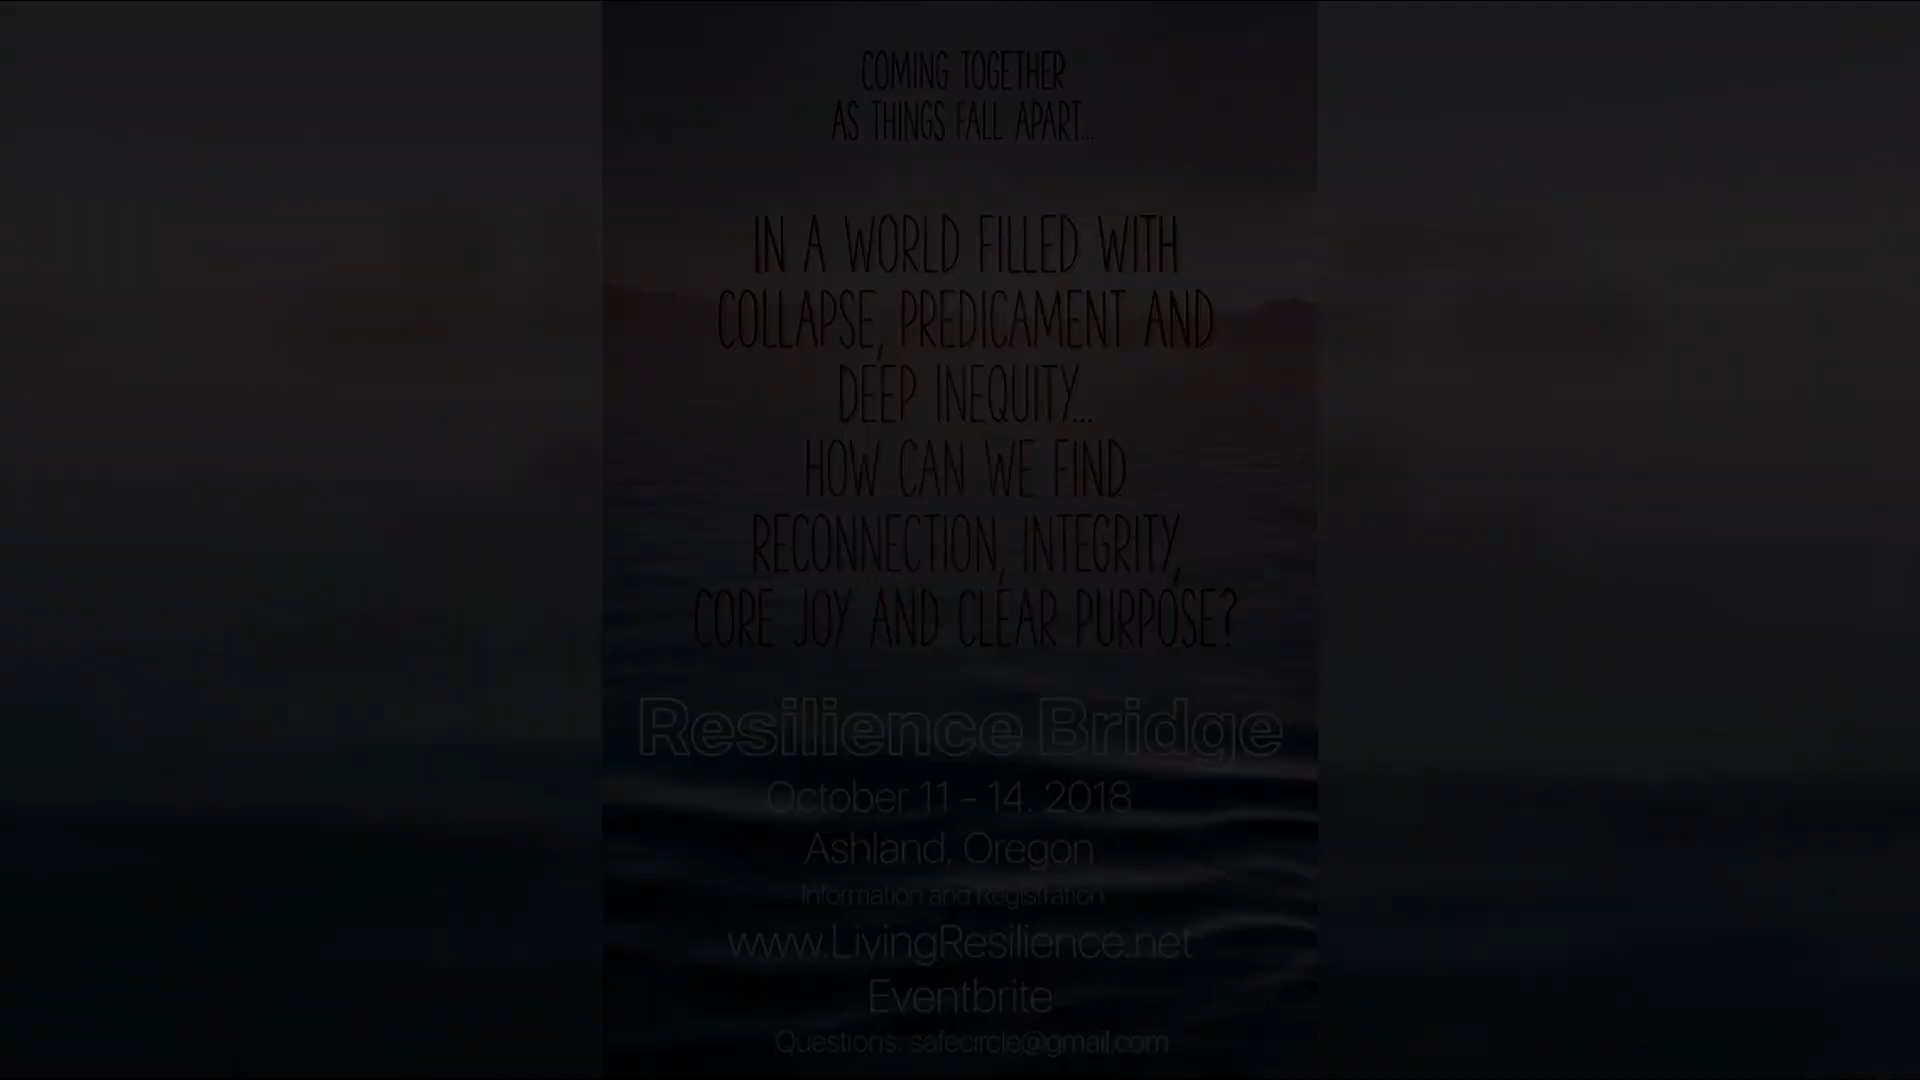 COMING TOGETHER
AS THINGS FALL APART...
IN A WORLD FILLED WITH
COLLAPSE, PREDICAMENT AND
DEEP INEQUITY...
HOW CAN WE FIND
RECONNECTION, INTEGRITY,
CORE JOY AND CLEAR PURPOSE?
Resilience Bridge
October 11 - 14. 2018
Ashland, Oregon
Information and Registration
www.LivingResilience.net
Eventbrite
Questions: safecircle@gmail.com